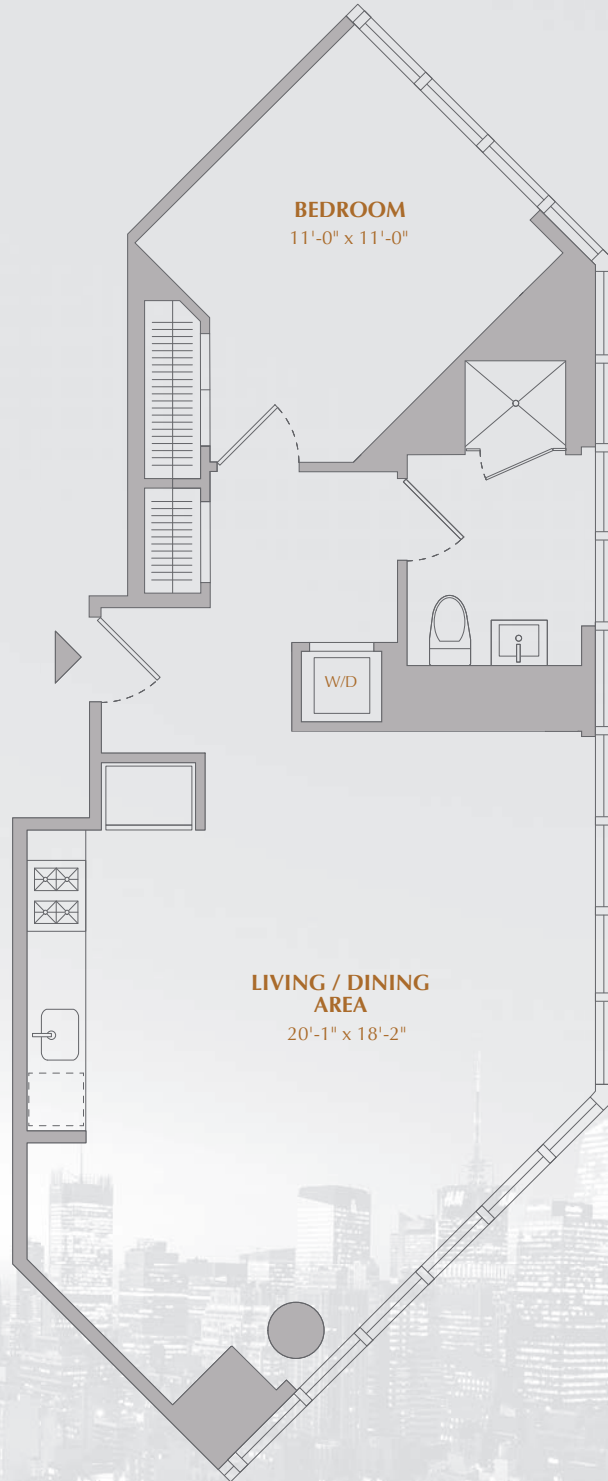 BEDROOM
11'-0" x 11'-0"
W/D
LIVING / DINING
AREA
20'-1" x 18'-2"